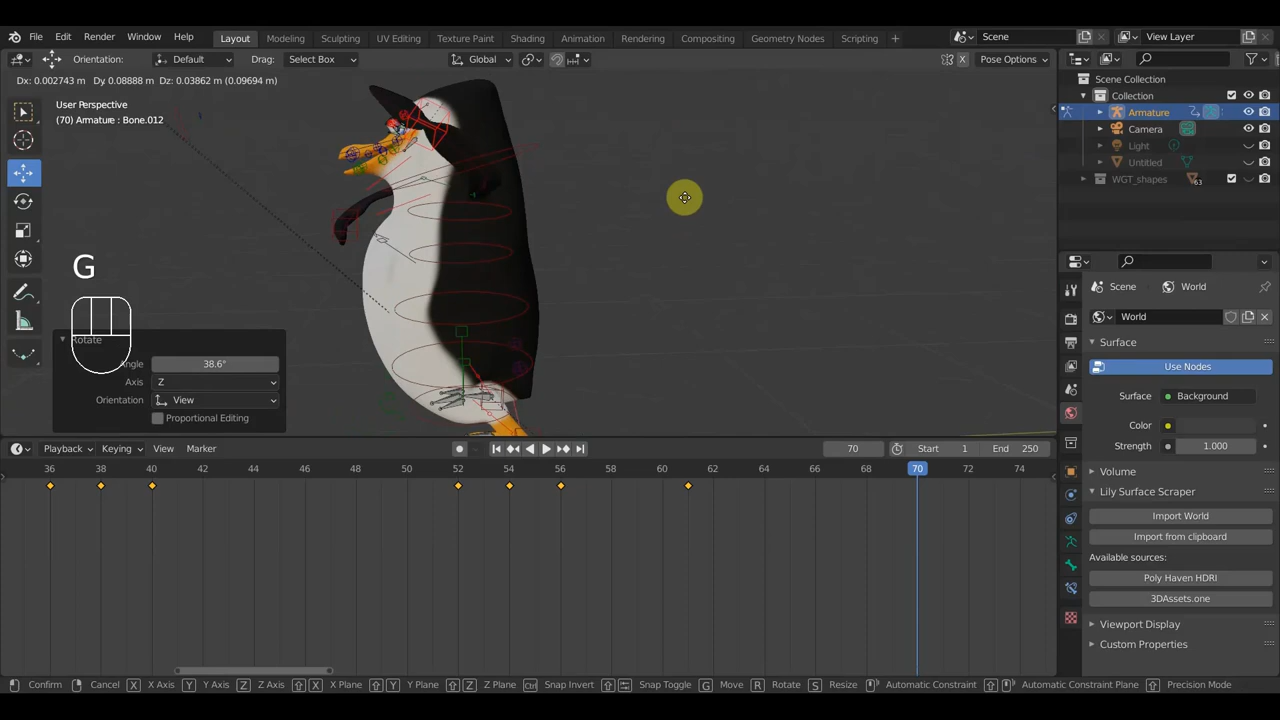 File Edit Render Window Help Layout Modeling Sculpting UV Editing Texture Paint Shading Animation Rendering Compositing Geometry Nodes Scripting + Scene View Layer
Orientation: Default Drag: Select Box Global X Pose Options
Dx: 0.002743 m Dy: 0.08888 m Dz: 0.03862 m (0.09694 m)
User Perspective
(70) Armature : Bone.012
G
Rotate
Angle 38.6°
Axis Z
Orientation View
Proportional Editing
Scene Collection
Collection
Armature
Camera
Light
Untitled
WGT_shapes 63
Scene World
World
Surface
Use Nodes
Surface Background
Color
Strength 1.000
Volume
Lily Surface Scraper
Import World
Import from clipboard
Available sources:
Poly Haven HDRI
3DAssets.one
Viewport Display
Custom Properties
Playback Keying View Marker 70 Start 1 End 250
36 38 40 42 44 46 48 50 52 54 56 58 60 62 64 66 68 70 72 74
Confirm Cancel X X Axis Y Y Axis Z Z Axis X X Plane Y Y Plane Z Z Plane Ctrl Snap Invert Snap Toggle G Move R Rotate S Resize Automatic Constraint Automatic Constraint Plane Precision Mode